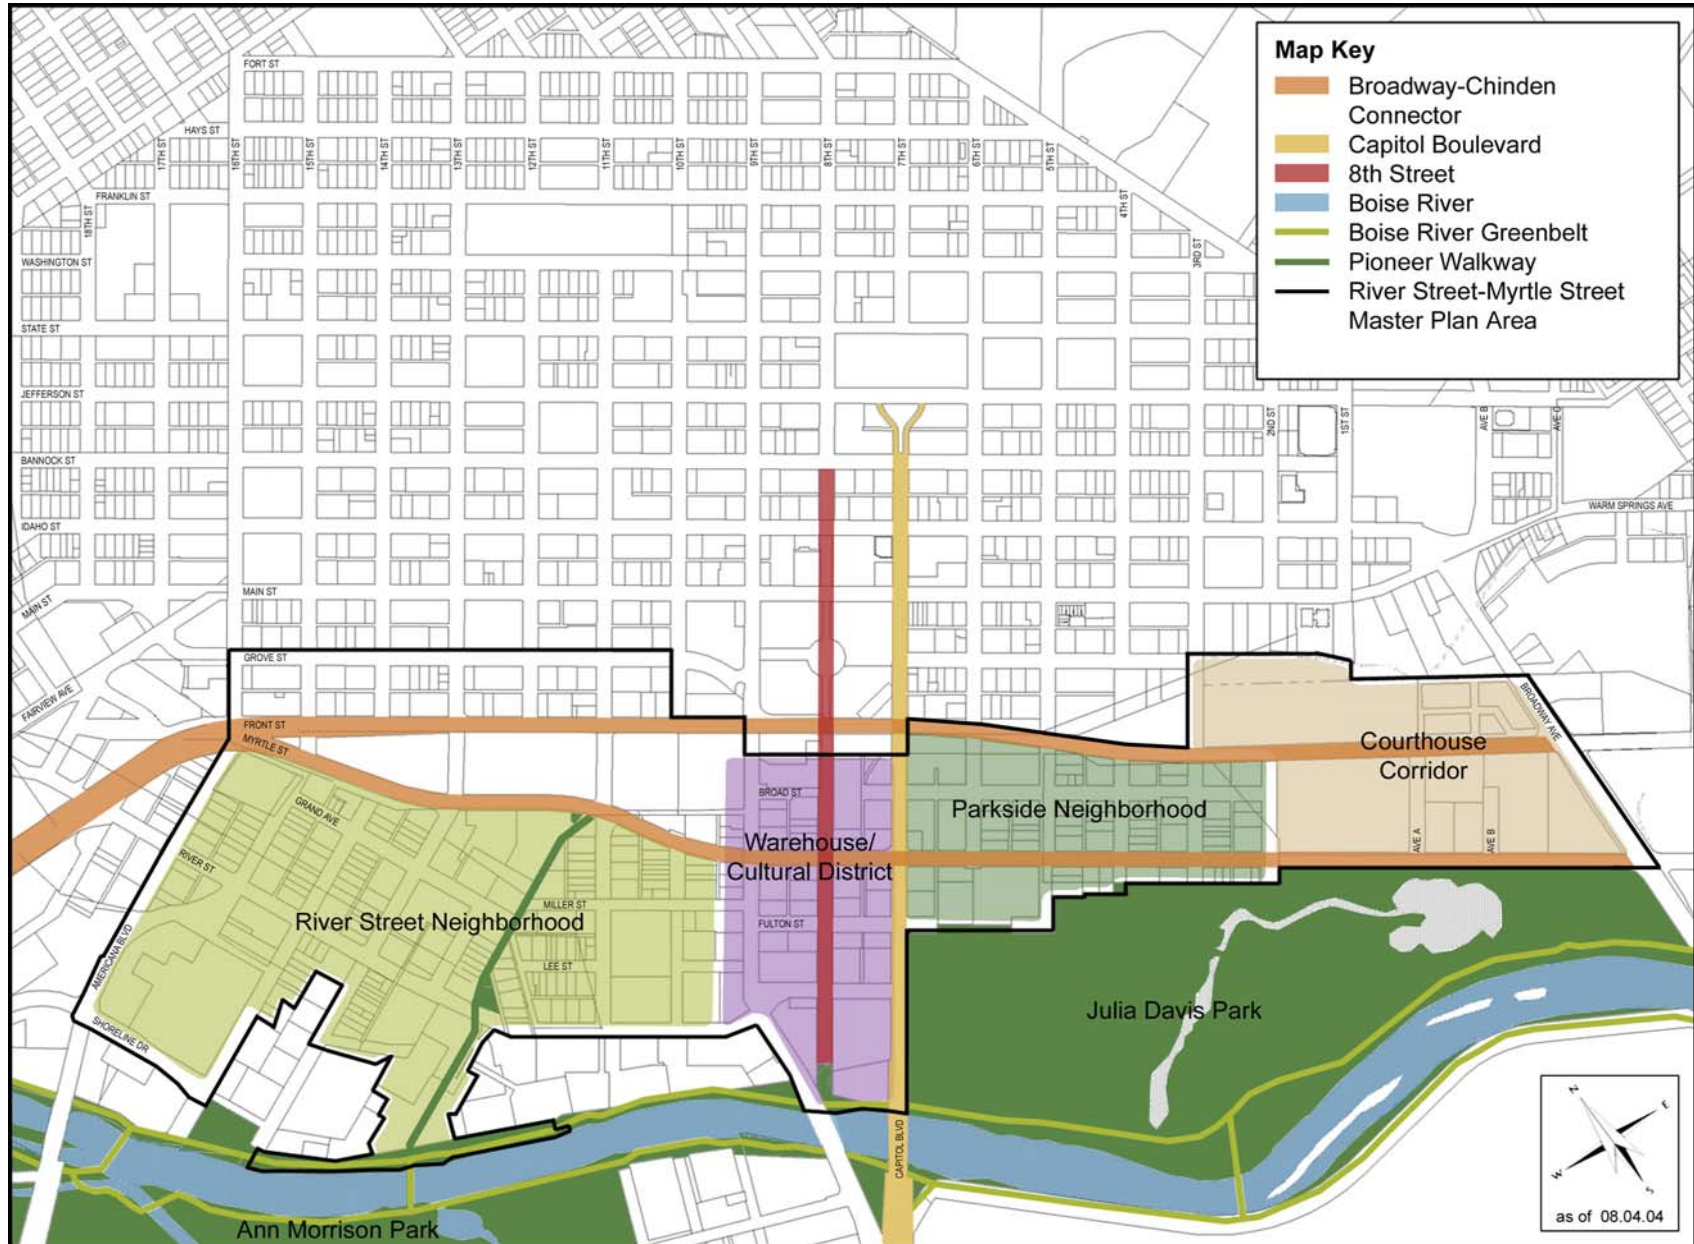 Map Key
Broadway-Chinden
Connector
Capitol Boulevard
8th Street
Boise River
Boise River Greenbelt
Pioneer Walkway
River Street-Myrtle Street
Master Plan Area
FORT ST
HAYS ST
17TH ST
16TH ST
15TH ST
14TH ST
13TH ST
12TH ST
11TH ST
10TH ST
9TH ST
8TH ST
7TH ST
6TH ST
5TH ST
4TH ST
3RD ST
FRANKLIN ST
18TH ST
WASHINGTON ST
STATE ST
JEFFERSON ST
2ND ST
1ST ST
AVE B
AVE C
BANNOCK ST
WARM SPRINGS AVE
IDAHO ST
MAIN ST
MAIN ST
GROVE ST
FAIRVIEW AVE
BROADWAY AVE
FRONT ST
MYRTLE ST
Courthouse
Corridor
BROAD ST
GRAND AVE
Parkside Neighborhood
AVE A
AVE B
Warehouse/
Cultural District
RIVER ST
MILLER ST
River Street Neighborhood
FULTON ST
AMERICANA BLVD
LEE ST
Julia Davis Park
SHORELINE DR
N
E
W
S
CAPITOL BLVD
as of 08.04.04
Ann Morrison Park